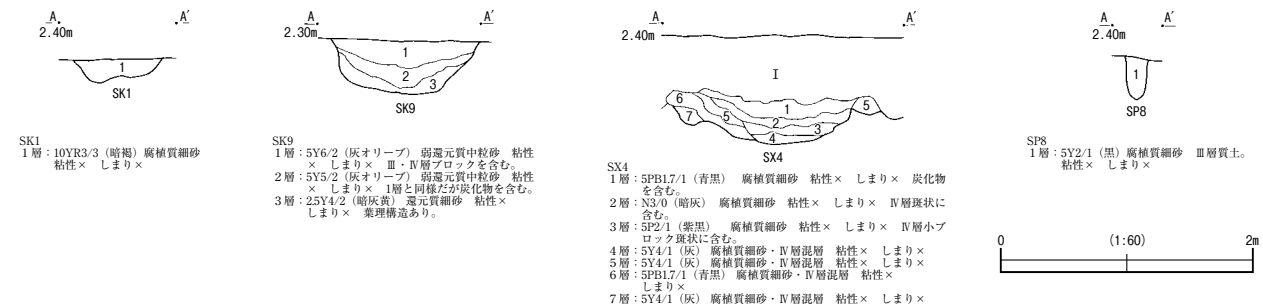 A A′
2.40m
1
SK1
SK1
1層：10YR3/3（暗褐）腐植質細砂
粘性× しまり×
A A′
2.30m
1
2
3
SK9
SK9
1層：5Y6/2（灰オリーブ）弱還元質中粒砂 粘性
× しまり× Ⅲ・Ⅳ層ブロックを含む。
2層：5Y5/2（灰オリーブ）弱還元質中粒砂 粘性
× しまり× 1層と同様だが炭化物を含む。
3層：2.5Y4/2（暗灰黄）還元質細砂 粘性×
しまり× 葉理構造あり。
A A′
2.40m
I
6 1 5
7 5 2 3
4
SX4
SX4
1層：5PB1.7/1（青黒） 腐植質細砂 粘性× しまり× 炭化物
を含む。
2層：N3/0（暗灰）腐植質細砂 粘性× しまり× Ⅳ層斑状に
含む。
3層：5P2/1（紫黒） 腐植質細砂 粘性× しまり× Ⅳ層小ブ
ロック斑状に含む。
4層：5Y4/1（灰）腐植質細砂・Ⅳ層混層 粘性× しまり×
5層：5Y4/1（灰）腐植質細砂・Ⅳ層混層 粘性× しまり×
6層：5PB1.7/1（青黒）腐植質細砂・Ⅳ層混層 粘性×
しまり×
7層：5Y4/1（灰）腐植質細砂・Ⅳ層混層 粘性× しまり×
A A′
2.40m
1
SP8
SP8
1層：5Y2/1（黒）腐植質細砂 Ⅲ層質土。
粘性× しまり×
0 (1:60) 2m